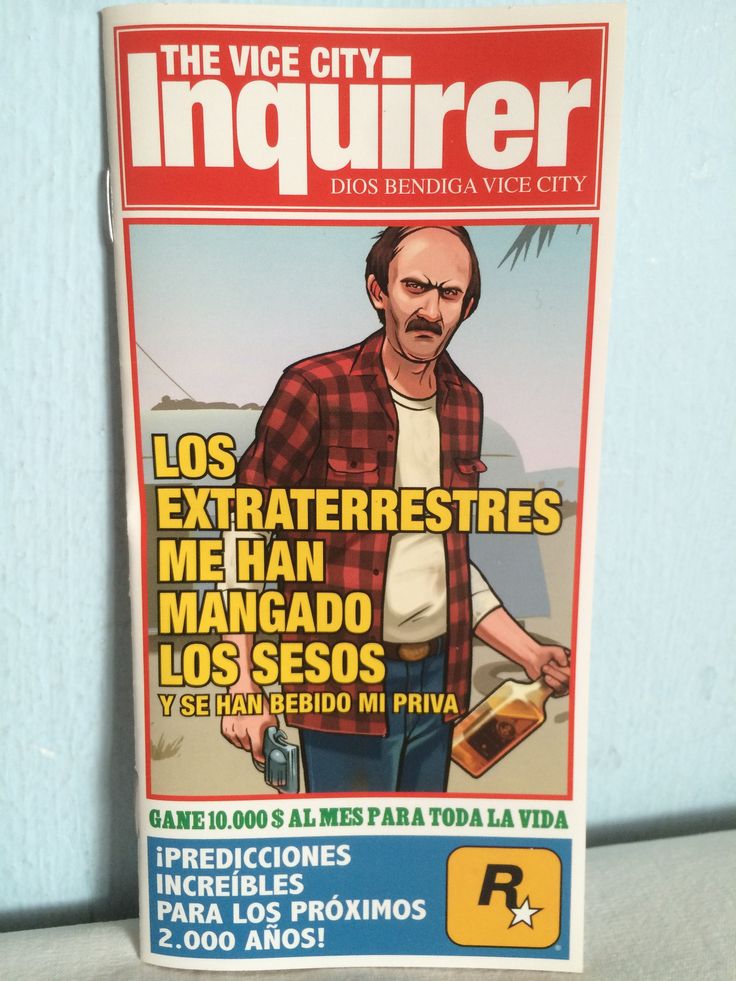 THE VICE CITY
Inquirer
DIOS BENDIGA VICE CITY
LOS
EXTRATERRESTRES
ME HAN
MANGADO
LOS SESOS
Y SE HAN BEBIDO MI PRIVA
GANE 10.000 $ AL MES PARA TODA LA VIDA
¡PREDICCIONES
INCREÍBLES
PARA LOS PRÓXIMOS
2.000 AÑOS!
R
®